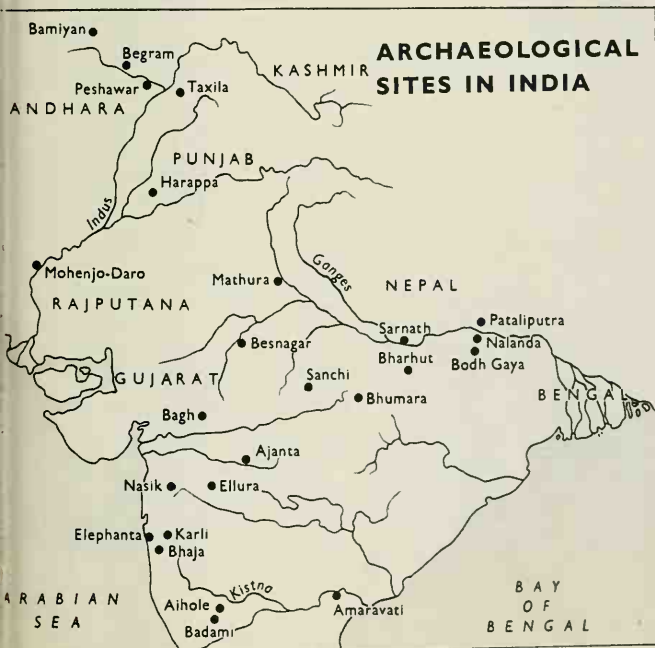 ARCHAEOLOGICAL
SITES IN INDIA
Bamiyan
Begram
Peshawar
Taxila
KASHMIR
ANDHARA
PUNJAB
Harappa
Indus
Mohenjo-Daro
RAJPUTANA
Mathura
Ganges
NEPAL
Pataliputra
Sarnath
Nalanda
Besnagar
Bharhut
Bodh Gaya
GUJARAT
Sanchi
Bhumara
BENGAL
Bagh
Ajanta
Nasik
Ellura
Elephanta
Karli
Bhaja
Kistna
ARABIAN
SEA
Aihole
Badami
Amaravati
BAY
OF
BENGAL